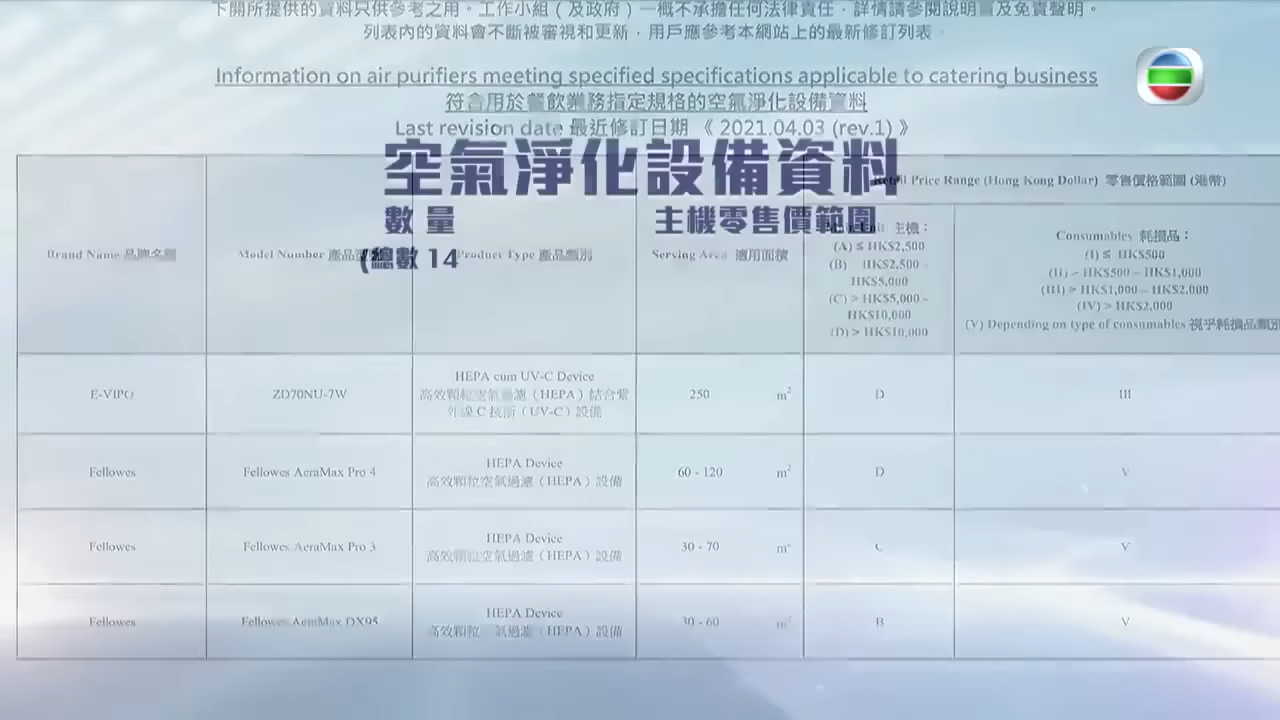 下開所提供的資料只供參考之用。工作小組（及政府）一概不承擔任何法律責任，詳情請參閱說明 及免責聲明。
列表內的資料會不斷被審視和更新，用戶應參考本網站上的最新修訂列表
Information on air purifiers meeting specified specifications applicable to catering business
符合用於餐飲業務指定規格的空氣淨化設備資料
Last revision date 最近修訂日期 《 2021.04.03 (rev.1) 》
空氣淨化設備資料
數量 主機零售價範圍
(總數 14
Retail Price Range (Hong Kong Dollar) 零售價格範圍 (港幣)
Brand Name 品牌名稱
Model Number
Product Type 產品類別
Serving Area 適用面積
主機：
(A) ≤ HK$2,500
(B) HK$2,500 –
HK$5,000
(C) > HK$5,000 –
HK$10,000
(D) > HK$10,000
Consumables 耗損品：
(I) ≤ HK$500
(II) HK$500 – HK$1,000
(III) > HK$1,000 – HK$2,000
(IV) > HK$2,000
(V) Depending on type of consumables 視乎耗損品類別
E-VIPO ZD70NU-7W
HEPA cum UV-C Device
高效顆粒空氣過濾（HEPA）結合紫
外線 C 技術（UV-C）設備
250 m² D III
Fellowes Fellowes AeraMax Pro 4
HEPA Device
高效顆粒空氣過濾（HEPA）設備
60 - 120 m² D V
Fellowes Fellowes AeraMax Pro 3
HEPA Device
高效顆粒空氣過濾（HEPA）設備
30 - 70 m² C V
Fellowes Fellowes AeraMax DX95
HEPA Device
高效顆粒 氣過濾（HEPA）設備
30 - 60 m² B V